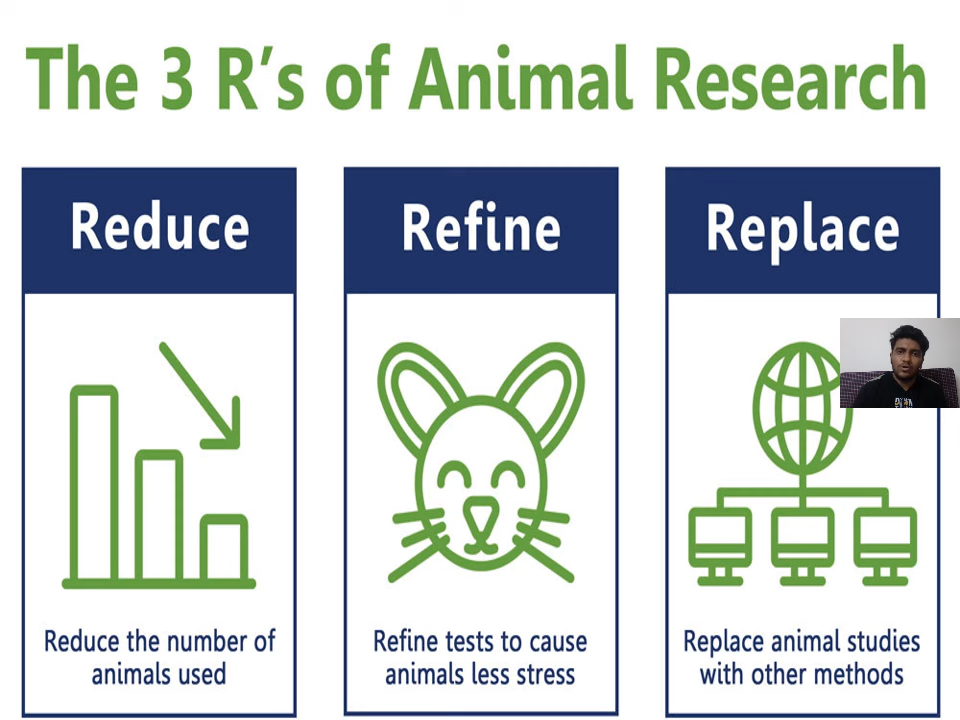 The 3 R's of Animal Research
Reduce
Reduce the number of
animals used
Refine
Refine tests to cause
animals less stress
Replace
Replace animal studies
with other methods